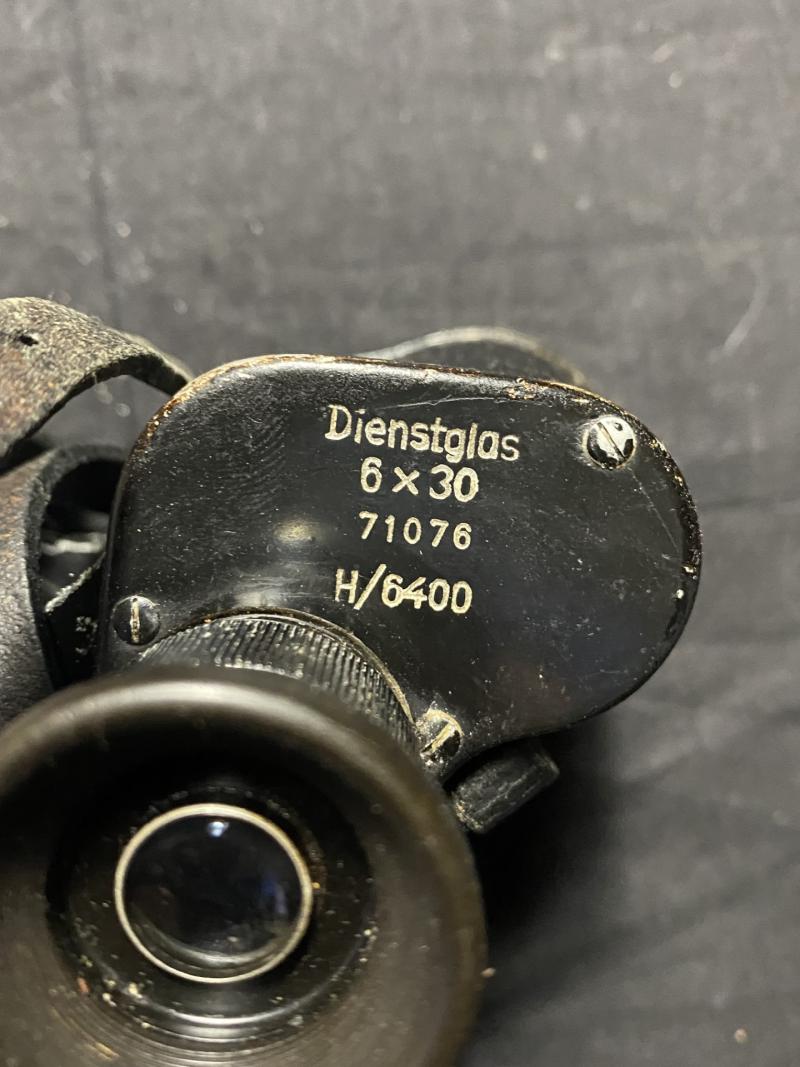 Dienstglas
6 x 30
71076
H/6400